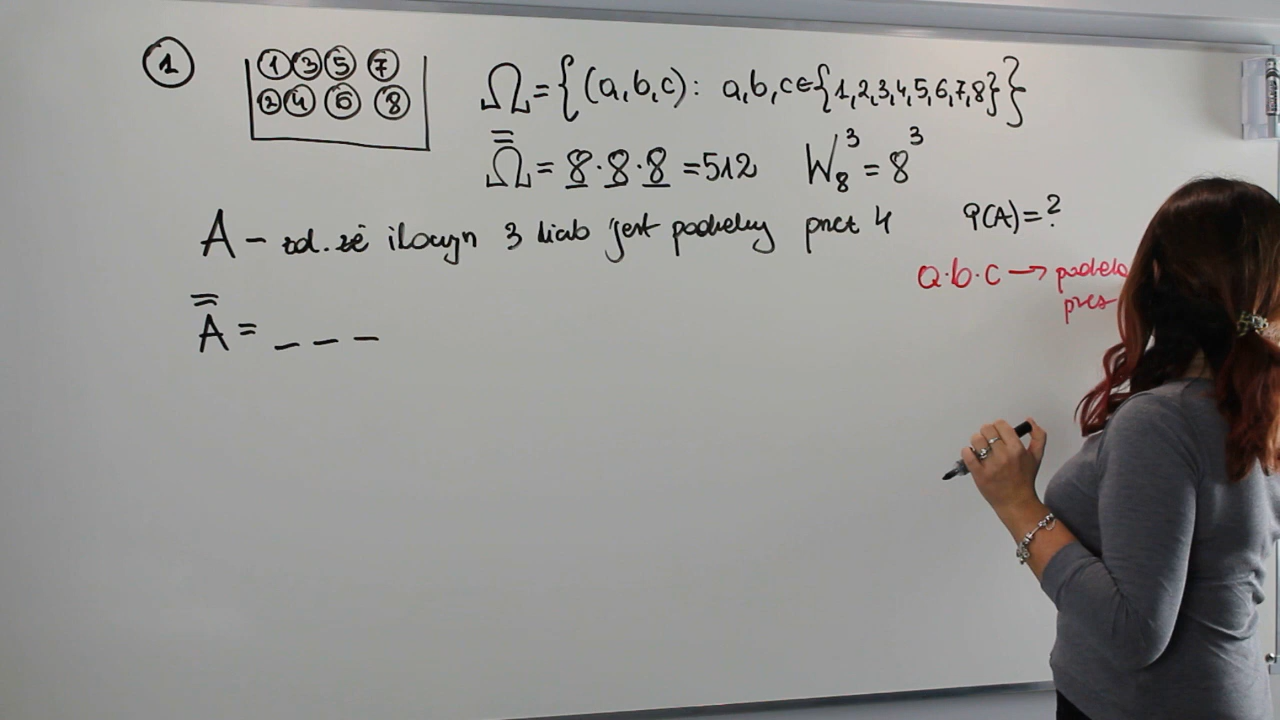 1
1 3 5 7
2 4 6 8
Ω = {(a,b,c): a,b,c∈{1,2,3,4,5,6,7,8}}
Ω̿ = 8·8·8 = 512 W₈³ = 8³
A – zd. że iloczyn 3 liczb jest podzielny przez 4 P(A) = ?
a·b·c → podziel
przez
A̿ = _ _ _